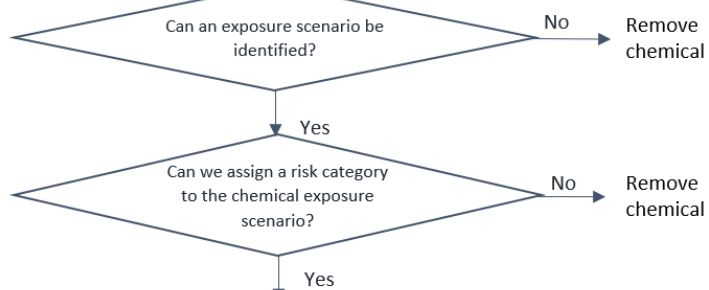 Can an exposure scenario be
identified?
No
Remove
chemical
Yes
Can we assign a risk category
to the chemical exposure
scenario?
No
Remove
chemical
Yes